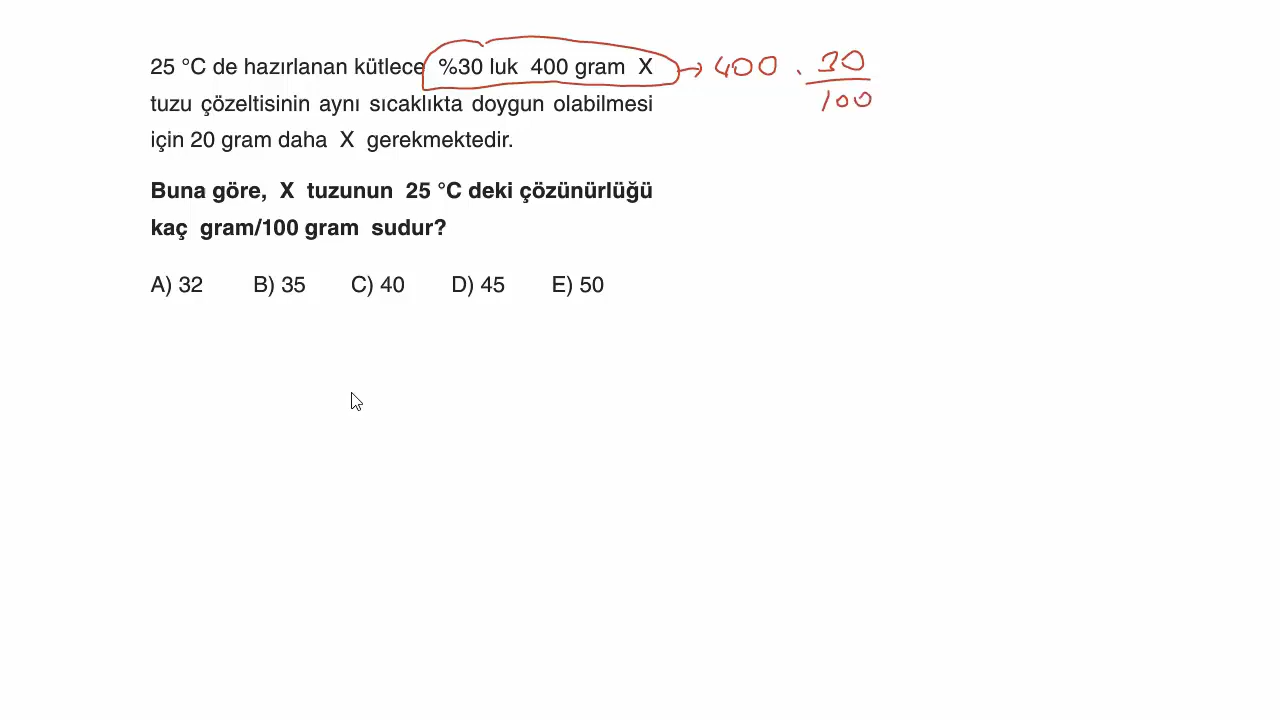 25 °C de hazırlanan kütlece %30 luk 400 gram X → 400 . 30/100
tuzu çözeltisinin aynı sıcaklıkta doygun olabilmesi
için 20 gram daha X gerekmektedir.
Buna göre, X tuzunun 25 °C deki çözünürlüğü
kaç gram/100 gram sudur?
A) 32 B) 35 C) 40 D) 45 E) 50